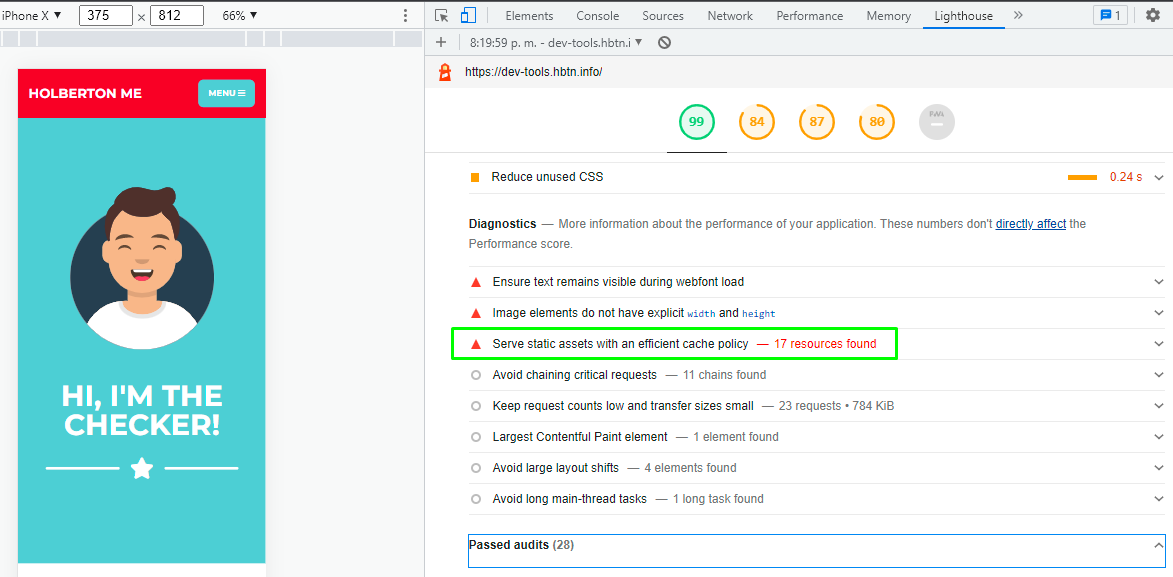 iPhone X ▼ 375 × 812 66% ▼
Elements Console Sources Network Performance Memory Lighthouse » 1
+ 8:19:59 p. m. - dev-tools.hbtn.i ▼
https://dev-tools.hbtn.info/
HOLBERTON ME
MENU
HI, I'M THE
CHECKER!
99 84 87 80 PWA
Reduce unused CSS 0.24 s
Diagnostics — More information about the performance of your application. These numbers don't directly affect the
Performance score.
Ensure text remains visible during webfont load
Image elements do not have explicit width and height
Serve static assets with an efficient cache policy — 17 resources found
Avoid chaining critical requests — 11 chains found
Keep request counts low and transfer sizes small — 23 requests • 784 KiB
Largest Contentful Paint element — 1 element found
Avoid large layout shifts — 4 elements found
Avoid long main-thread tasks — 1 long task found
Passed audits (28)